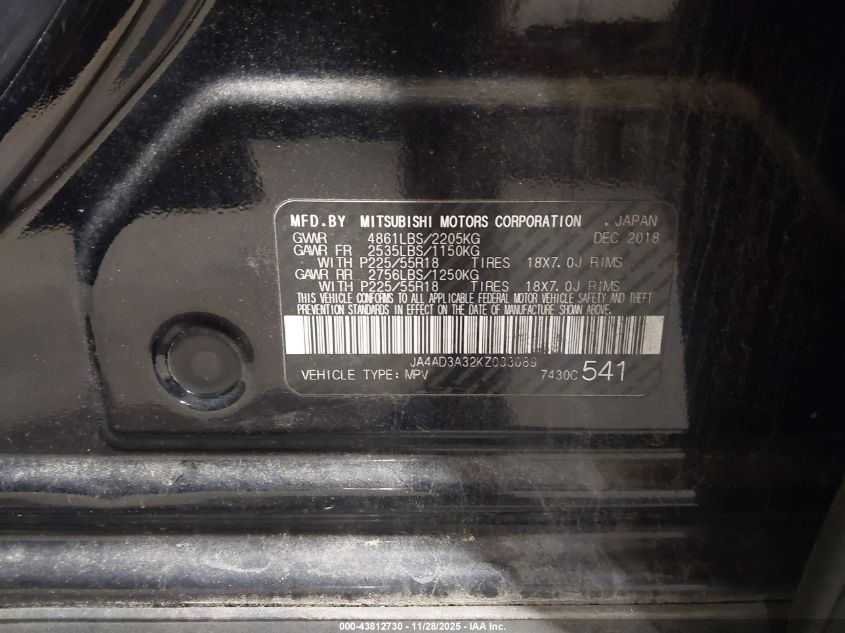 MFD.BY MITSUBISHI MOTORS CORPORATION . JAPAN
GVWR 4861LBS/2205KG DEC 2018
GAWR FR 2535LBS/1150KG
WITH P225/55R18 TIRES 18X7.0J RIMS
GAWR RR 2756LBS/1250KG
WITH P225/55R18 TIRES 18X7.0J RIMS
THIS VEHICLE CONFORMS TO ALL APPLICABLE FEDERAL MOTOR VEHICLE SAFETY AND THEFT
PREVENTION STANDARDS IN EFFECT ON THE DATE OF MANUFACTURE SHOWN ABOVE.
JA4AD3A32KZ033089
VEHICLE TYPE: MPV 7430C 541
000-43812730 - 11/28/2025 - IAA Inc.